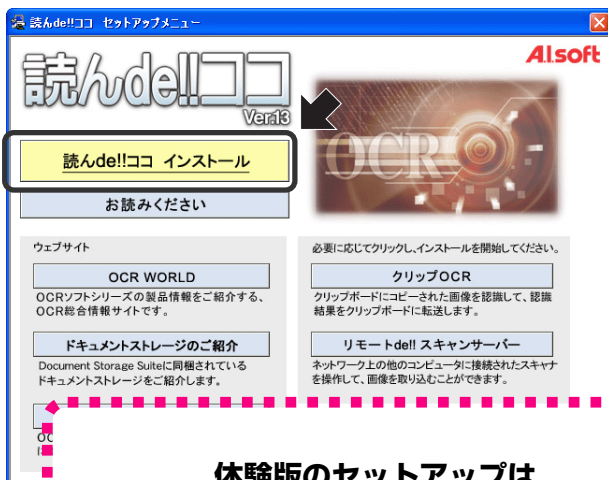 読んde!!ココ セットアップメニュー
A.I.soft
読んde!!ココ
Ver.13
OCR
読んde!!ココ インストール
お読みください
ウェブサイト
OCR WORLD
OCRソフトシリーズの製品情報をご紹介する、
OCR総合情報サイトです。
ドキュメントストレージのご紹介
Document Storage Suiteに同梱されている
ドキュメントストレージをご紹介します。
必要に応じてクリックし、インストールを開始してください。
クリップOCR
クリップボードにコピーされた画像を認識して、認識
結果をクリップボードに転送します。
リモートde!! スキャンサーバー
ネットワーク上の他のコンピュータに接続されたスキャナ
を操作して、画像を取り込むことができます。
体験版のセットアップは